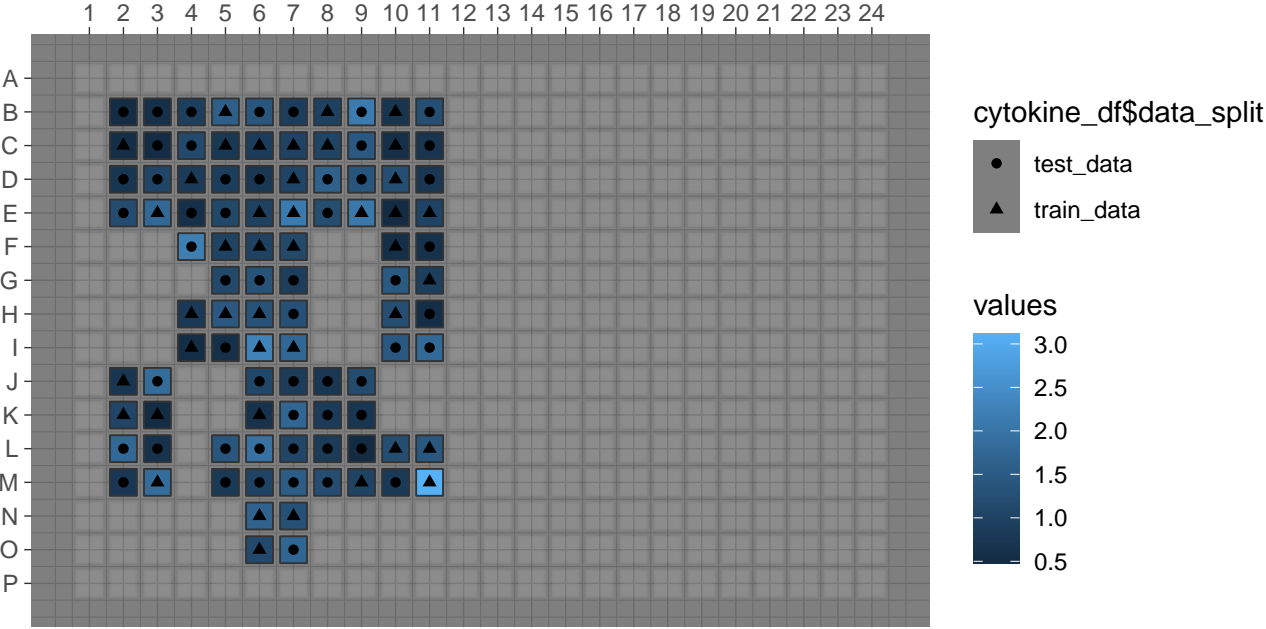 1 2 3 4 5 6 7 8 9 10 11 12 13 14 15 16 17 18 19 20 21 22 23 24
A
B
C
D
E
F
G
H
I
J
K
L
M
N
O
P
cytokine_df$data_split
test_data
train_data
values
3.0
2.5
2.0
1.5
1.0
0.5